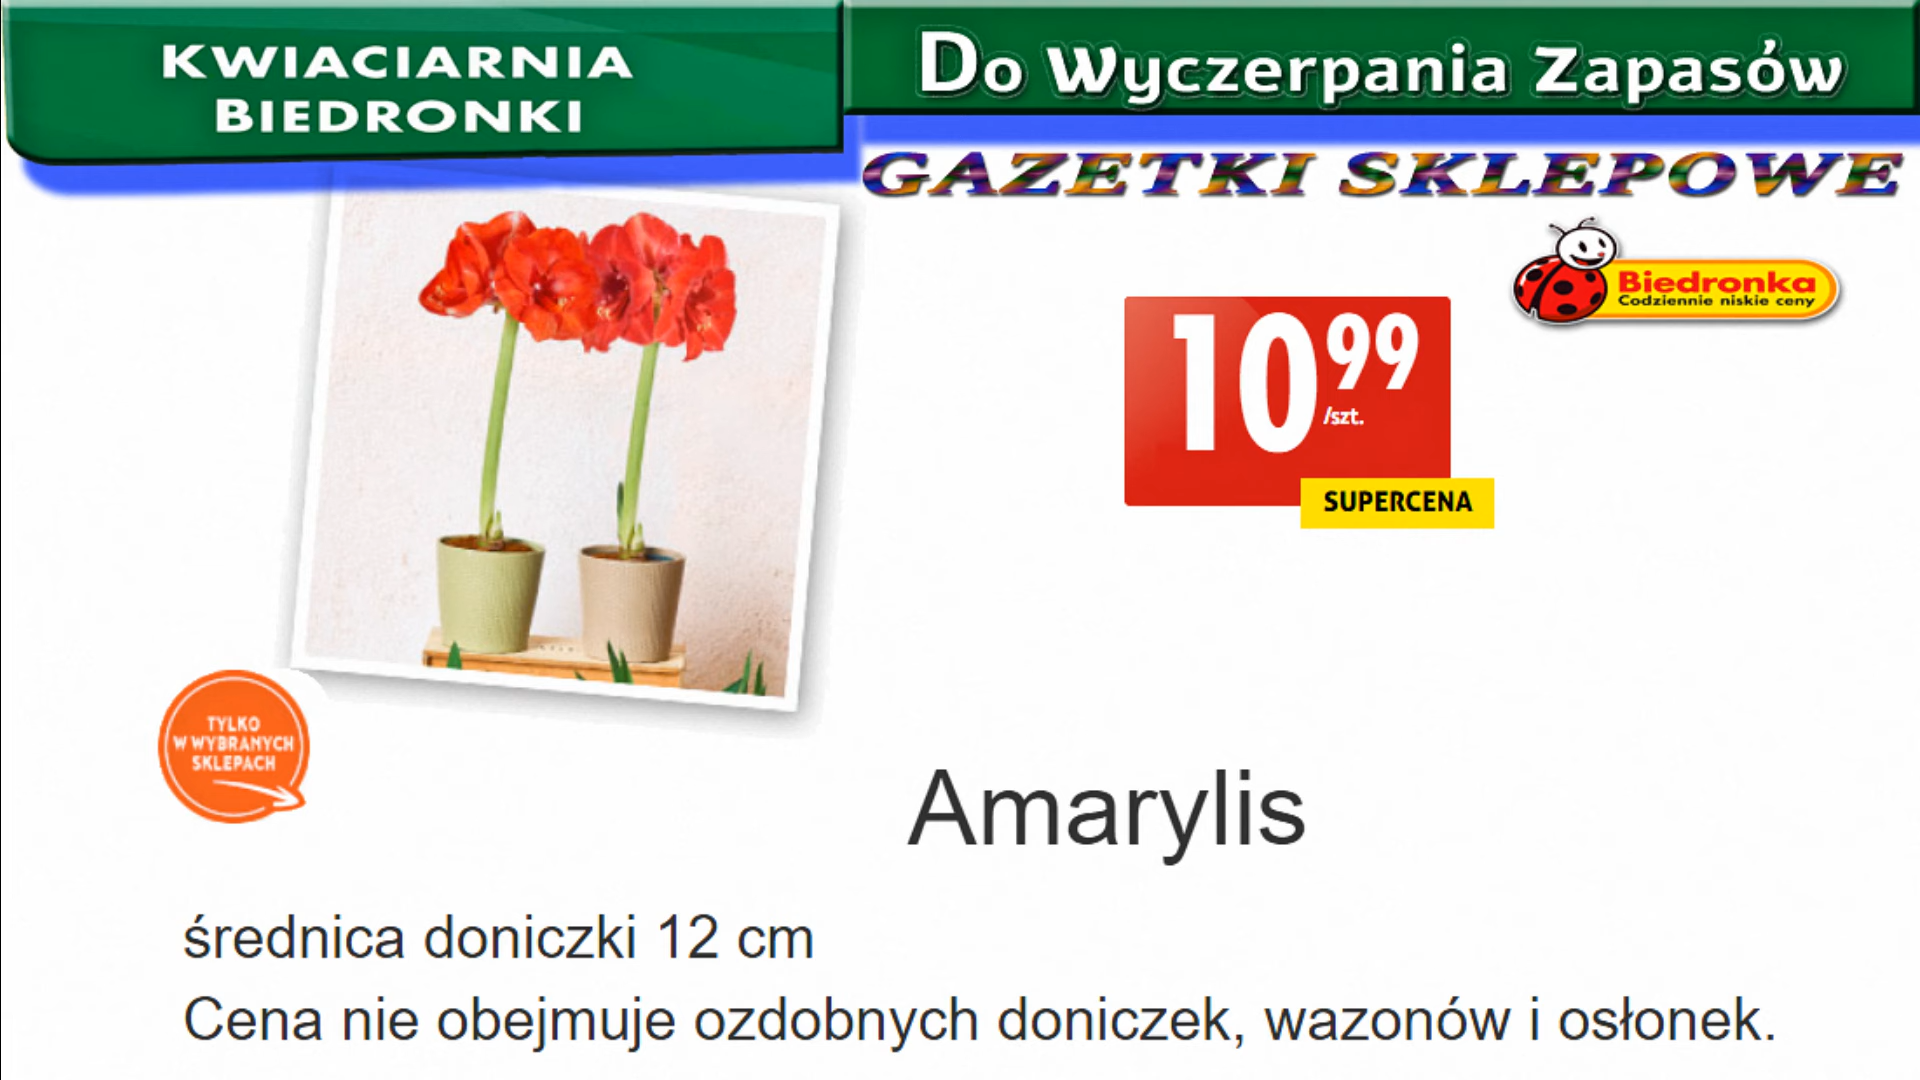 KWIACIARNIA
BIEDRONKI
Do Wyczerpania Zapasów
GAZETKI SKLEPOWE
Biedronka
Codziennie niskie ceny
10 99
/szt.
SUPERCENA
TYLKO
W WYBRANYCH
SKLEPACH
Amarylis
średnica doniczki 12 cm
Cena nie obejmuje ozdobnych doniczek, wazonów i osłonek.